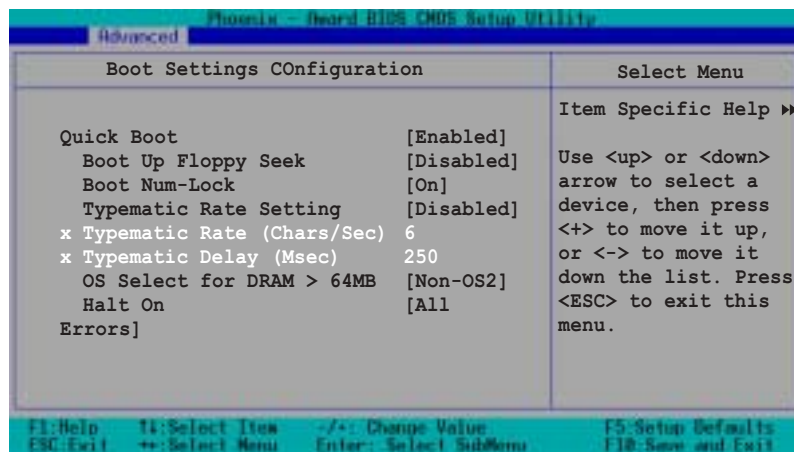 Phoenix - Award BIOS CMOS Setup Utility
Advanced
Boot Settings COnfiguration
Select Menu
Quick Boot [Enabled]
Boot Up Floppy Seek [Disabled]
Boot Num-Lock [On]
Typematic Rate Setting [Disabled]
x Typematic Rate (Chars/Sec) 6
x Typematic Delay (Msec) 250
OS Select for DRAM > 64MB [Non-OS2]
Halt On [All
Errors]
Item Specific Help ▸▸
Use <up> or <down>
arrow to select a
device, then press
<+> to move it up,
or <-> to move it
down the list. Press
<ESC> to exit this
menu.
F1:Help ↑↓:Select Item -/+: Change Value F5:Setup Defaults
ESC:Exit ↔:Select Menu Enter: Select SubMenu F10:Save and Exit